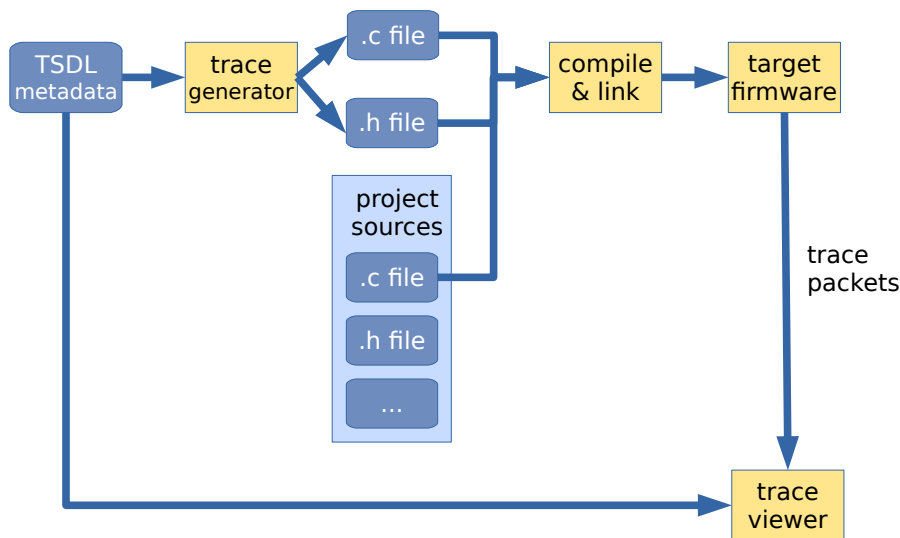 TSDL
metadata
trace
generator
.c file
.h file
compile
& link
target
firmware
project
sources
.c file
.h file
...
trace
packets
trace
viewer